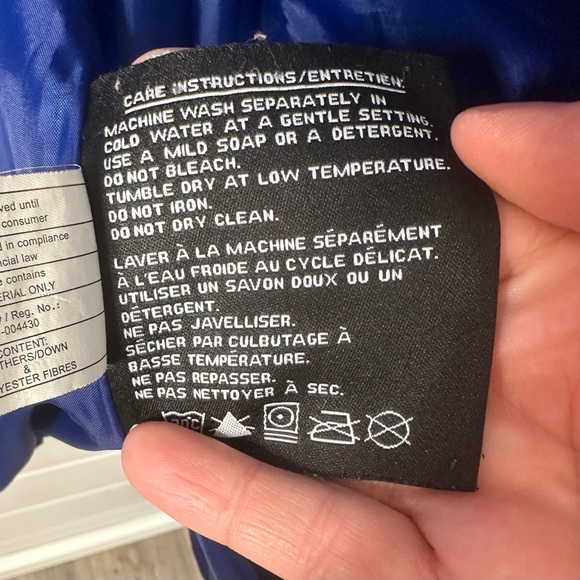 CARE INSTRUCTIONS/ENTRETIEN:
MACHINE WASH SEPARATELY IN
COLD WATER AT A GENTLE SETTING.
USE A MILD SOAP OR A DETERGENT.
DO NOT BLEACH.
TUMBLE DRY AT LOW TEMPERATURE.
DO NOT IRON.
DO NOT DRY CLEAN.
LAVER À LA MACHINE SÉPARÉMENT
À L'EAU FROIDE AU CYCLE DÉLICAT.
UTILISER UN SAVON DOUX OU UN
DÉTERGENT.
NE PAS JAVELLISER.
SÉCHER PAR CULBUTAGE À
BASSE TEMPÉRATURE.
NE PAS REPASSER.
NE PAS NETTOYER À SEC.
ved until
consumer
d in compliance
ncial law
e contains
ERIAL ONLY
/ Reg. No.:
-004430
CONTENT:
THERS/DOWN
&
YESTER FIBRES